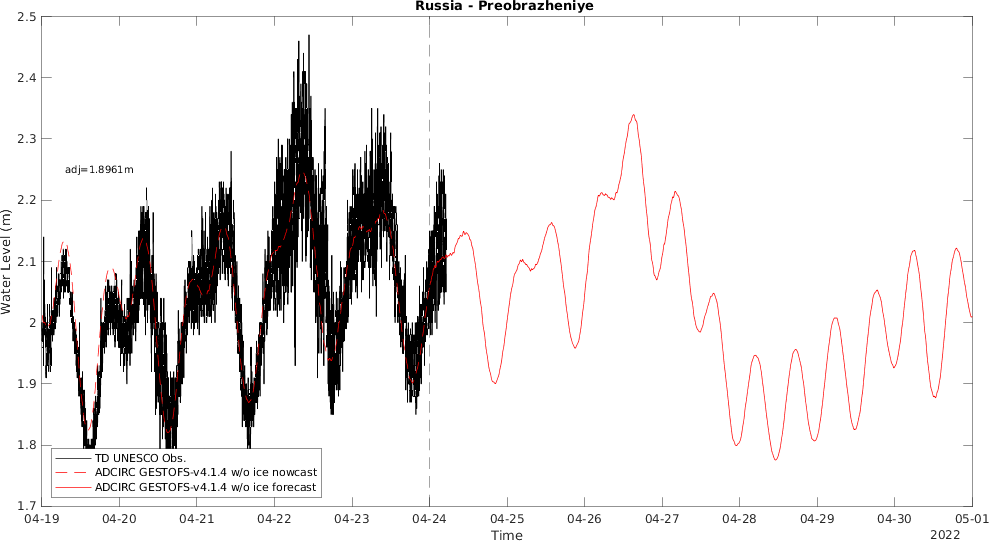 Russia - Preobrazheniye
2.5
2.4
2.3
2.2
2.1
2
1.9
1.8
1.7
Water Level (m)
adj=1.8961m
TD UNESCO Obs.
ADCIRC GESTOFS-v4.1.4 w/o ice nowcast
ADCIRC GESTOFS-v4.1.4 w/o ice forecast
04-19 04-20 04-21 04-22 04-23 04-24 04-25 04-26 04-27 04-28 04-29 04-30 05-01
Time
2022